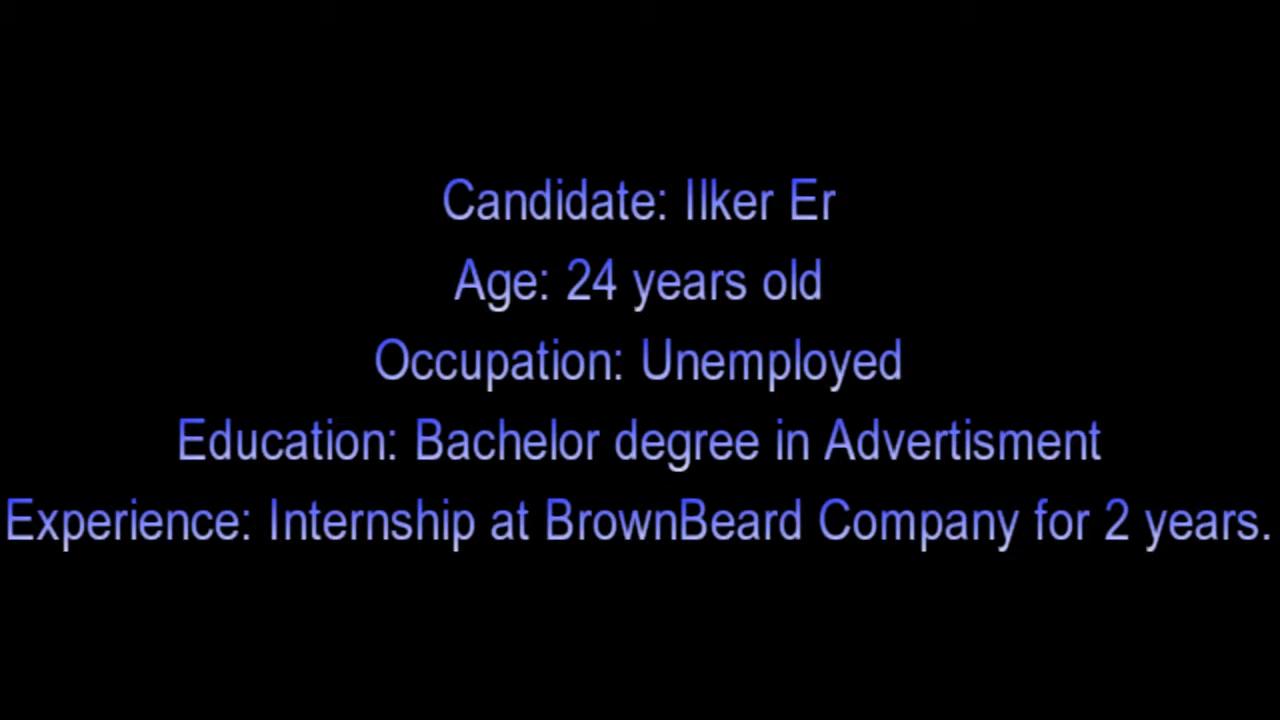 Candidate: Ilker Er
Age: 24 years old
Occupation: Unemployed
Education: Bachelor degree in Advertisment
Experience: Internship at BrownBeard Company for 2 years.